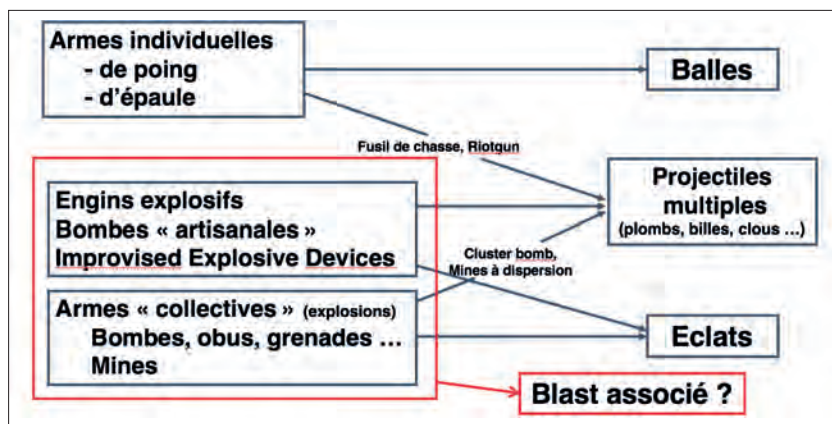 Armes individuelles
- de poing
- d'épaule
Balles
Fusil de chasse, Riotgun
Projectiles
multiples
(plombs, billes, clous ...)
Engins explosifs
Bombes « artisanales »
Improvised Explosive Devices
Cluster bomb,
Mines à dispersion
Armes « collectives » (explosions)
Bombes, obus, grenades ...
Mines
Eclats
Blast associé ?